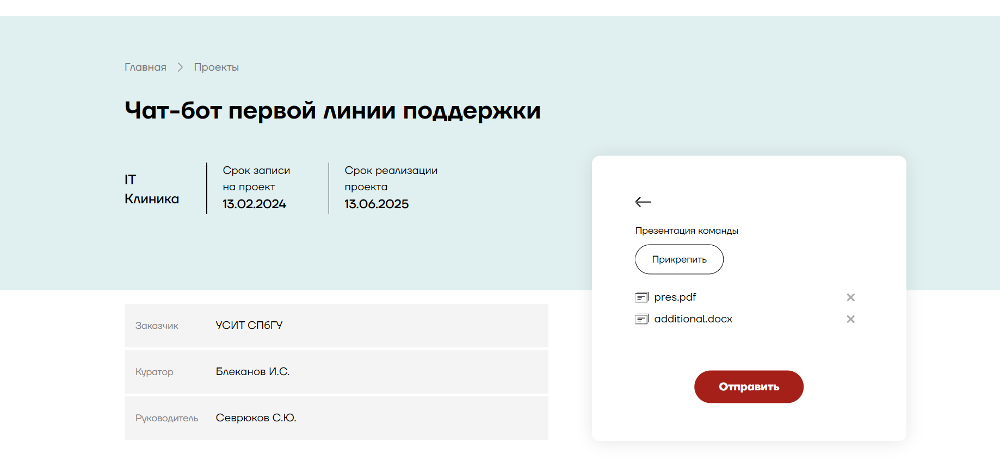 Главная
Проекты
Чат-бот первой линии поддержки
IT
Клиника
Срок записи
на проект
13.02.2024
Срок реализации
проекта
13.06.2025
Презентация команды
Прикрепить
pres.pdf
additional.docx
Отправить
Заказчик УСИТ СПбГУ
Куратор Блеканов И.С.
Руководитель Севрюков С.Ю.